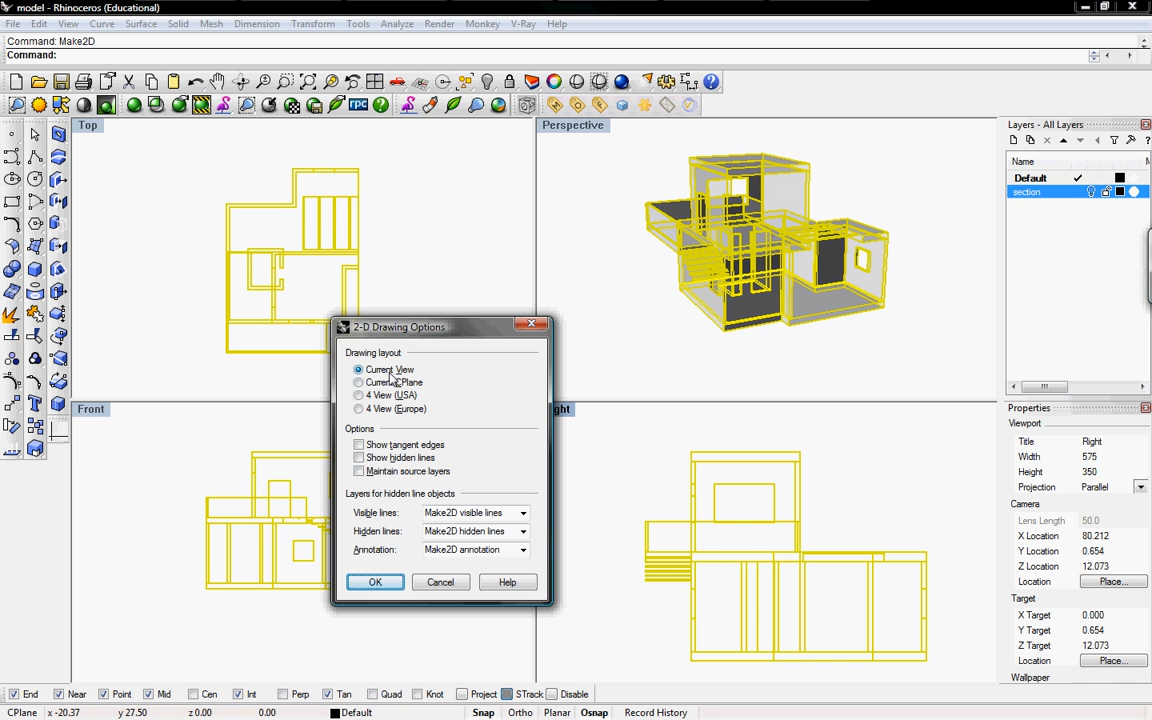 model - Rhinoceros (Educational)
File Edit View Curve Surface Solid Mesh Dimension Transform Tools Analyze Render Monkey V-Ray Help
Command: Make2D
Command:
rpc
Top
Perspective
Front
ght
2-D Drawing Options
Drawing layout
Current View
Current CPlane
4 View (USA)
4 View (Europe)
Options
Show tangent edges
Show hidden lines
Maintain source layers
Layers for hidden line objects
Visible lines: Make2D visible lines
Hidden lines: Make2D hidden lines
Annotation: Make2D annotation
OK Cancel Help
Layers - All Layers
Name M
Default
section
Properties
Viewport
Title Right
Width 575
Height 350
Projection Parallel
Camera
Lens Length 50.0
X Location 80.212
Y Location 0.654
Z Location 12.073
Location Place...
Target
X Target 0.000
Y Target 0.654
Z Target 12.073
Location Place...
Wallpaper
End Near Point Mid Cen Int Perp Tan Quad Knot Project STrack Disable
CPlane x -20.37 y 27.50 z 0.00 0.00 Default Snap Ortho Planar Osnap Record History